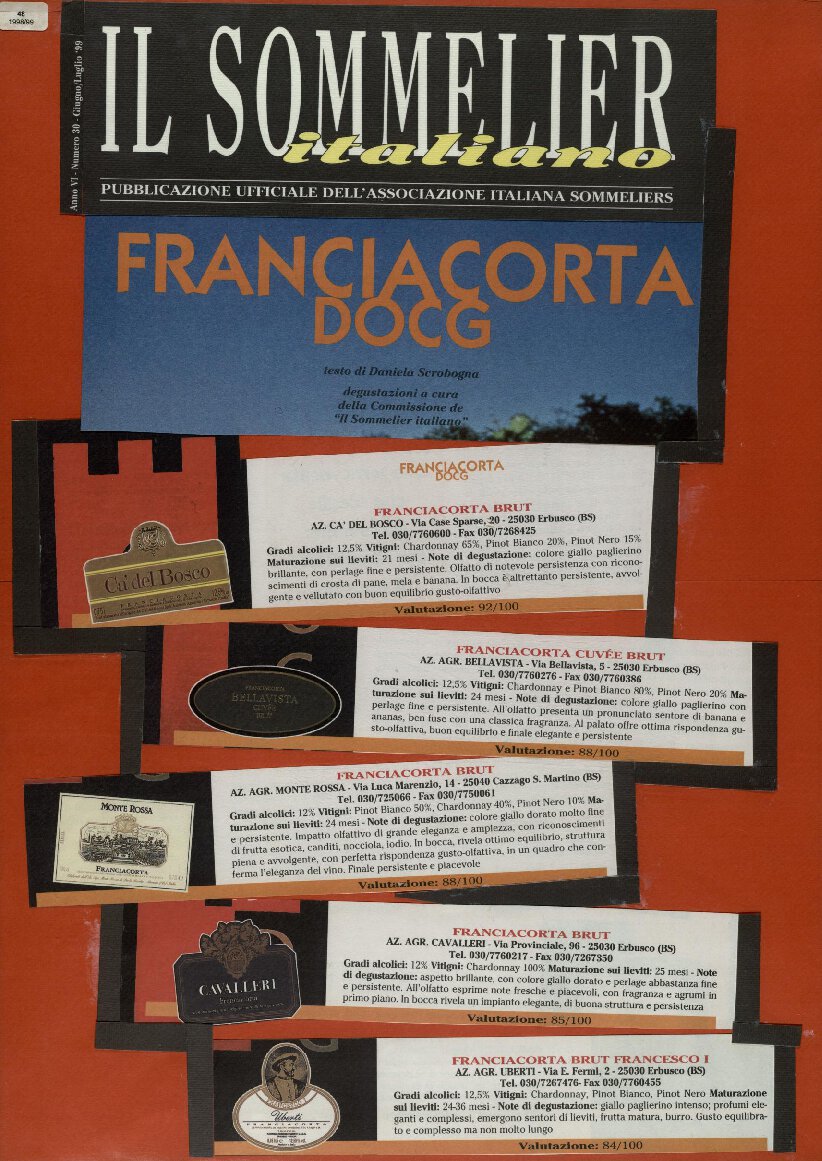 48
1998/99
Anno VI - Numero 30 - Giugno/Luglio '99
IL SOMMELIER
italiano
PUBBLICAZIONE UFFICIALE DELL'ASSOCIAZIONE ITALIANA SOMMELIERS
FRANCIACORTA
DOCG
testo di Daniela Scrobogna
degustazioni a cura
della Commissione de
"Il Sommelier italiano"
FRANCIACORTA
DOCG
FRANCIACORTA BRUT
AZ. CA' DEL BOSCO - Via Case Sparse, 20 - 25030 Erbusco (BS)
Tel. 030/7760600 - Fax 030/7268425
Gradi alcolici: 12,5% Vitigni: Chardonnay 65%, Pinot Bianco 20%, Pinot Nero 15%
Maturazione sui lieviti: 21 mesi - Note di degustazione: colore giallo paglierino
brillante, con perlage fine e persistente. Olfatto di notevole persistenza con ricono-
scimenti di crosta di pane, mela e banana. In bocca è altrettanto persistente, avvol-
gente e vellutato con buon equilibrio gusto-olfattivo
Valutazione: 92/100
Ca' del Bosco
FRANCIACORTA
FRANCIACORTA CUVÉE BRUT
AZ. AGR. BELLAVISTA - Via Bellavista, 5 - 25030 Erbusco (BS)
Tel. 030/7760276 - Fax 030/7760386
Gradi alcolici: 12,5% Vitigni: Chardonnay e Pinot Bianco 80%, Pinot Nero 20% Ma-
turazione sui lieviti: 24 mesi - Note di degustazione: colore giallo paglierino con
perlage fine e persistente. All'olfatto presenta un pronunciato sentore di banana e
ananas, ben fuse con una classica fragranza. Al palato offre ottima rispondenza gu-
sto-olfattiva, buon equilibrio e finale elegante e persistente
Valutazione: 88/100
FRANCIACORTA
BELLAVISTA
CUVÉE
BRUT
FRANCIACORTA BRUT
AZ. AGR. MONTE ROSSA - Via Luca Marenzio, 14 - 25040 Cazzago S. Martino (BS)
Tel. 030/725066 - Fax 030/7750061
Gradi alcolici: 12% Vitigni: Pinot Bianco 50%, Chardonnay 40%, Pinot Nero 10% Ma-
turazione sui lieviti: 24 mesi - Note di degustazione: colore giallo dorato molto fine
e persistente. Impatto olfattivo di grande eleganza e ampiezza, con riconoscimenti
di frutta esotica, canditi, nocciola, iodio. In bocca, rivela ottimo equilibrio, struttura
piena e avvolgente, con perfetta rispondenza gusto-olfattiva, in un quadro che con-
ferma l'eleganza del vino. Finale persistente e piacevole
Valutazione: 88/100
MONTE ROSSA
FRANCIACORTA
FRANCIACORTA BRUT
AZ. AGR. CAVALLERI - Via Provinciale, 96 - 25030 Erbusco (BS)
Tel. 030/7760217 - Fax 030/7267350
Gradi alcolici: 12% Vitigni: Chardonnay 100% Maturazione sui lieviti: 25 mesi - Note
di degustazione: aspetto brillante, con colore giallo dorato e perlage abbastanza fine
e persistente. All'olfatto esprime note fresche e piacevoli, con fragranza e agrumi in
primo piano. In bocca rivela un impianto elegante, di buona struttura e persistenza
Valutazione: 85/100
CAVALLERI
Franciacorta
FRANCIACORTA BRUT FRANCESCO I
AZ. AGR. UBERTI - Via E. Fermi, 2 - 25030 Erbusco (BS)
Tel. 030/7267476- Fax 030/7760455
Gradi alcolici: 12,5% Vitigni: Chardonnay, Pinot Bianco, Pinot Nero Maturazione
sui lieviti: 24-36 mesi - Note di degustazione: giallo paglierino intenso; profumi ele-
ganti e complessi, emergono sentori di lieviti, frutta matura, burro. Gusto equilibra-
to e complesso ma non molto lungo
Valutazione: 84/100
Uberti
FRANCIACORTA